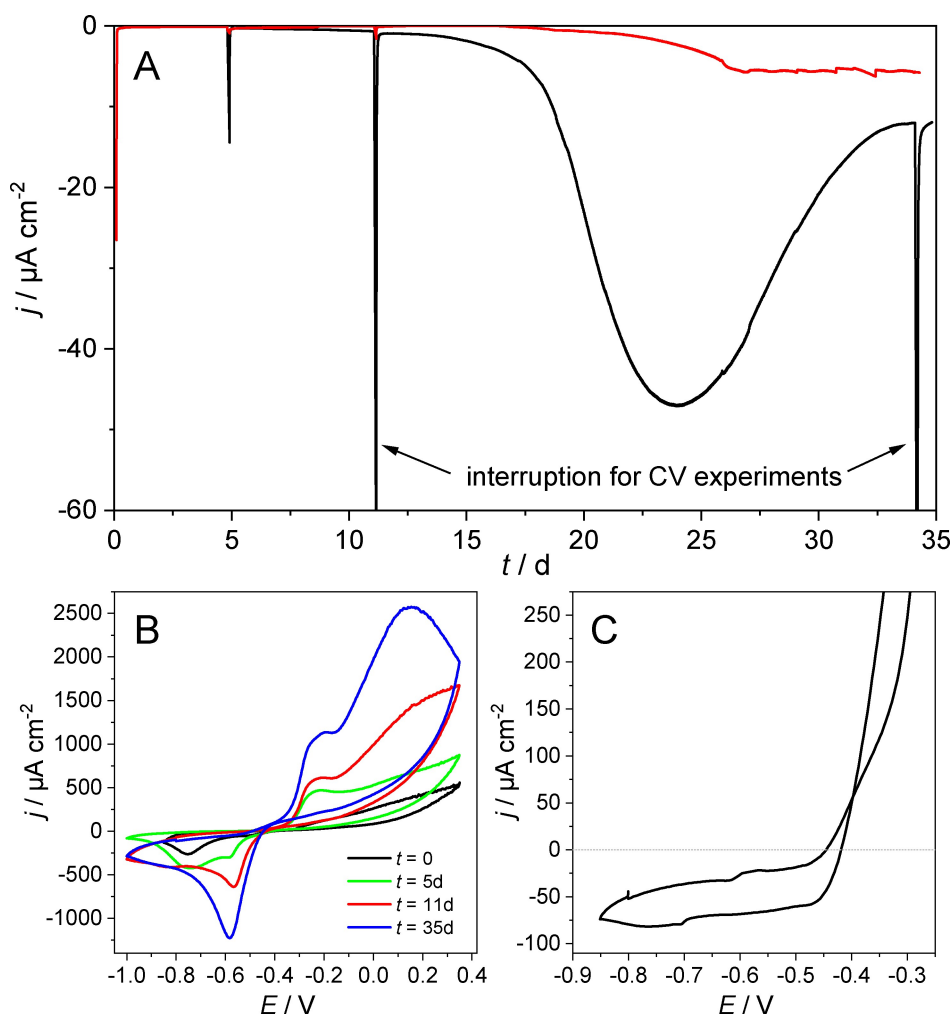 A
j / µA cm-2
0
-20
-40
-60
interruption for CV experiments
0 5 10 15 20 25 30 35
t / d
B
j / µA cm-2
2500
2000
1500
1000
500
0
-500
-1000
t = 0
t = 5d
t = 11d
t = 35d
-1.0 -0.8 -0.6 -0.4 -0.2 0.0 0.2 0.4
E / V
C
j / µA cm-2
250
200
150
100
50
0
-50
-100
-0.9 -0.8 -0.7 -0.6 -0.5 -0.4 -0.3
E / V